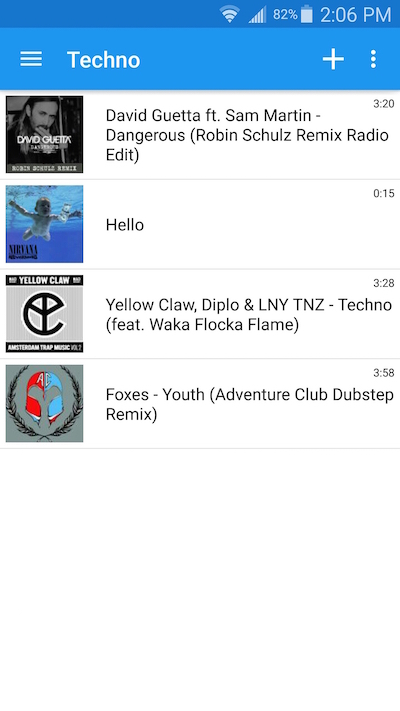 82% 2:06 PM
Techno
3:20
David Guetta ft. Sam Martin -
Dangerous (Robin Schulz Remix Radio
Edit)
DAVID GUETTA
DANGEROUS
ROBIN SCHULZ REMIX
0:15
Hello
NIRVANA
3:28
YELLOW CLAW
AMSTERDAM TRAP MUSIC VOL 2
Yellow Claw, Diplo & LNY TNZ - Techno
(feat. Waka Flocka Flame)
3:58
AC
Foxes - Youth (Adventure Club Dubstep
Remix)